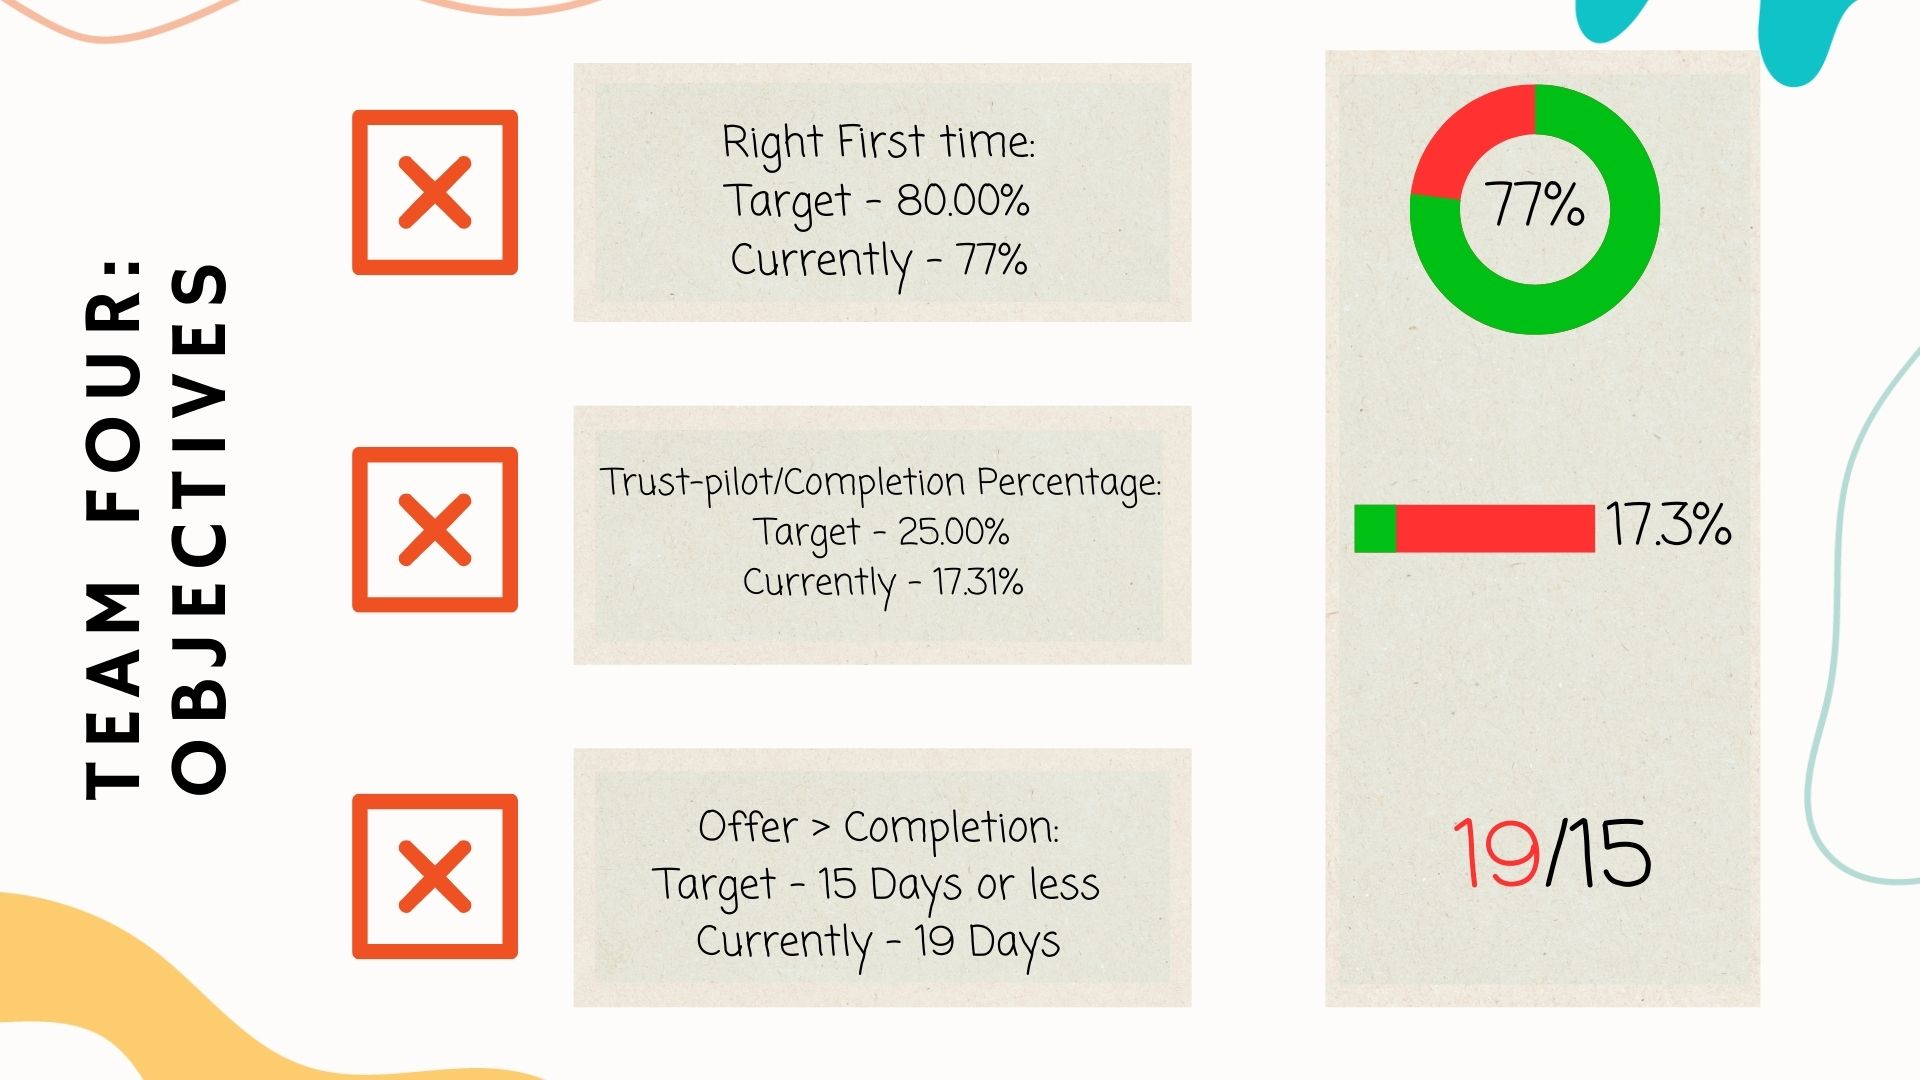 TEAM FOUR:
OBJECTIVES
Right First time:
Target - 80.00%
Currently - 77%
Trust-pilot/Completion Percentage:
Target - 25.00%
Currently - 17.31%
Offer > Completion:
Target - 15 Days or less
Currently - 19 Days
77%
17.3%
19/15